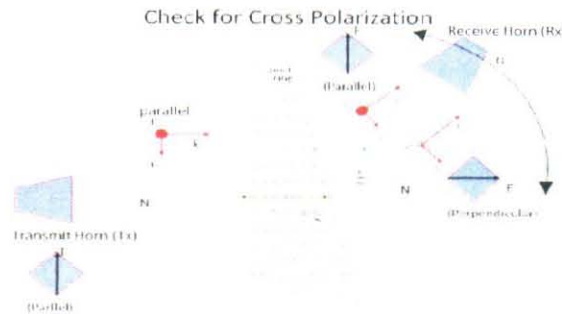 Check for Cross Polarization
Receive Horn (Rx
E
(Parallel)
parallel
k
N
N
E
(Perpendicular)
Transmit Horn (Tx)
(Parllel)